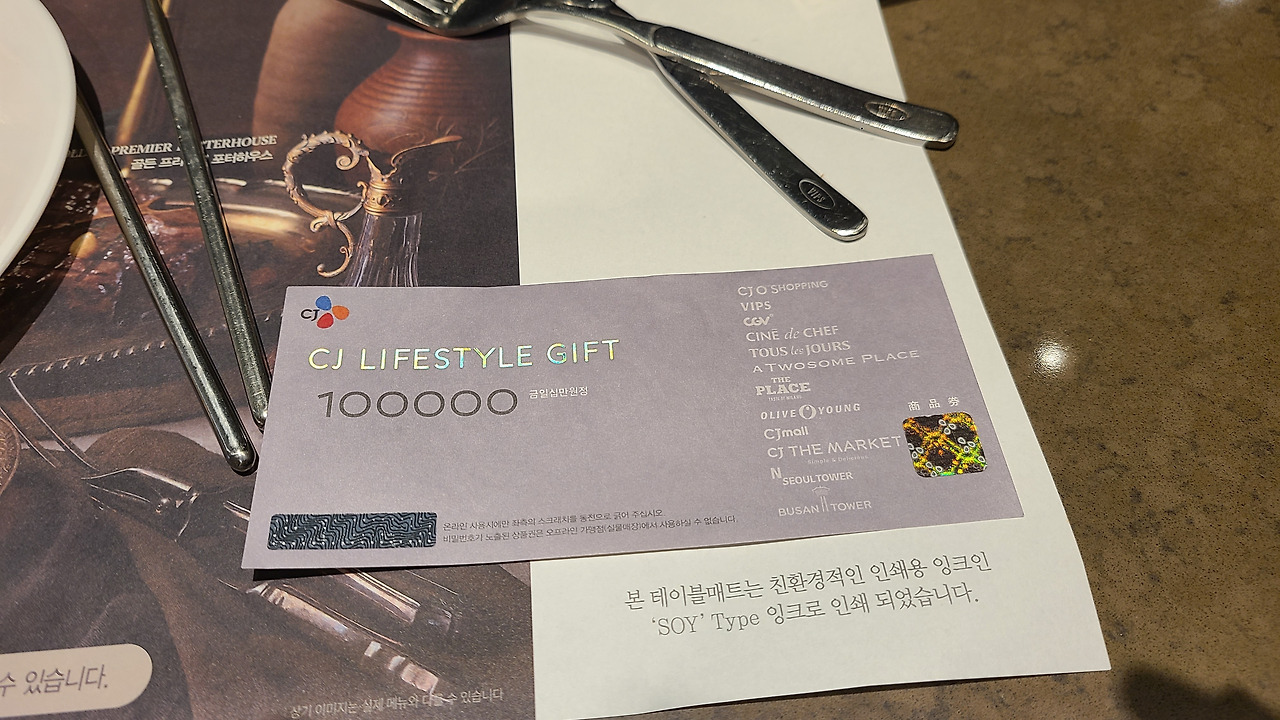 PREMIER
골든 포터하우스
VIPS
VIPS
CJ
CJ LIFESTYLE GIFT
100000 금일십만원정
CJ O SHOPPING
VIPS
CGV
CINÉ de CHEF
TOUS les JOURS
A TWOSOME PLACE
THE
PLACE
TASTE OF MILANO
OLIVE YOUNG
CJmall
CJ THE MARKET
Simple & Delicious
N SEOULTOWER
BUSAN TOWER
商品券
온라인 사용시에만 좌측의 스크래치를 동전으로 긁어 주십시오
비밀번호가 노출된 상품권은 오프라인 가맹점(실물매장)에서 사용하실 수 없습니다.
본 테이블매트는 친환경적인 인쇄용 잉크인
‘SOY’ Type 잉크로 인쇄 되었습니다.
수 있습니다.
상기 이미지는 실제 메뉴와 다를 수 있습니다